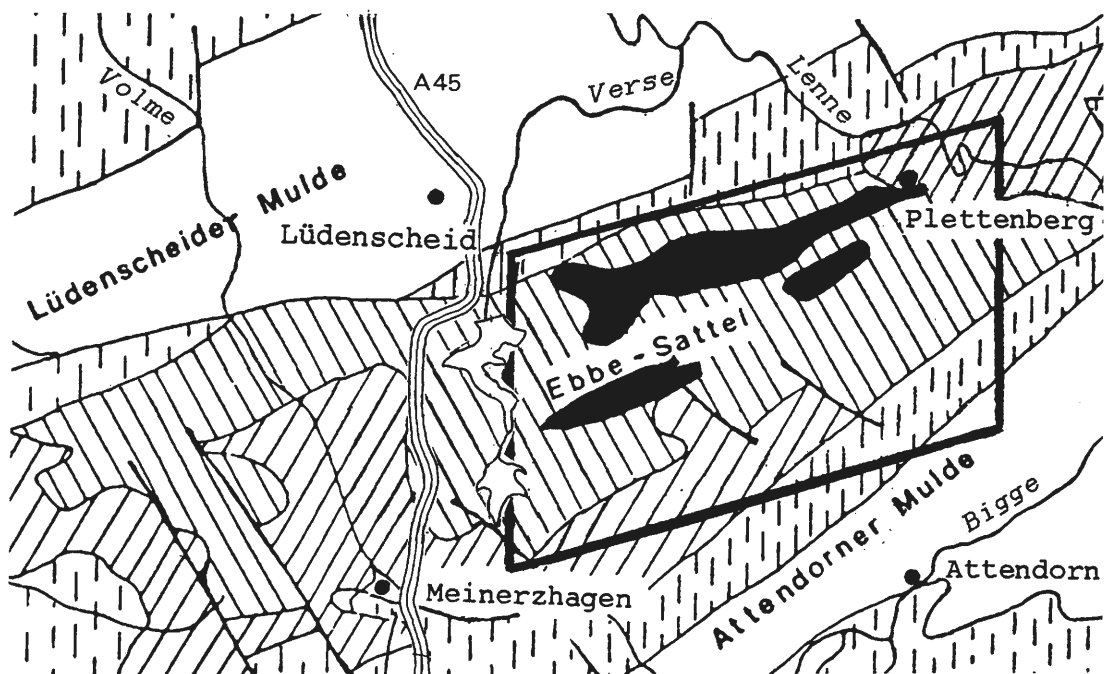 A45
Verse
Lenne
Volme
Lüdenscheider Mulde
Lüdenscheid
Plettenberg
Ebbe-Sattel
Attendorner Mulde
Bigge
Attendorn
Meinerzhagen